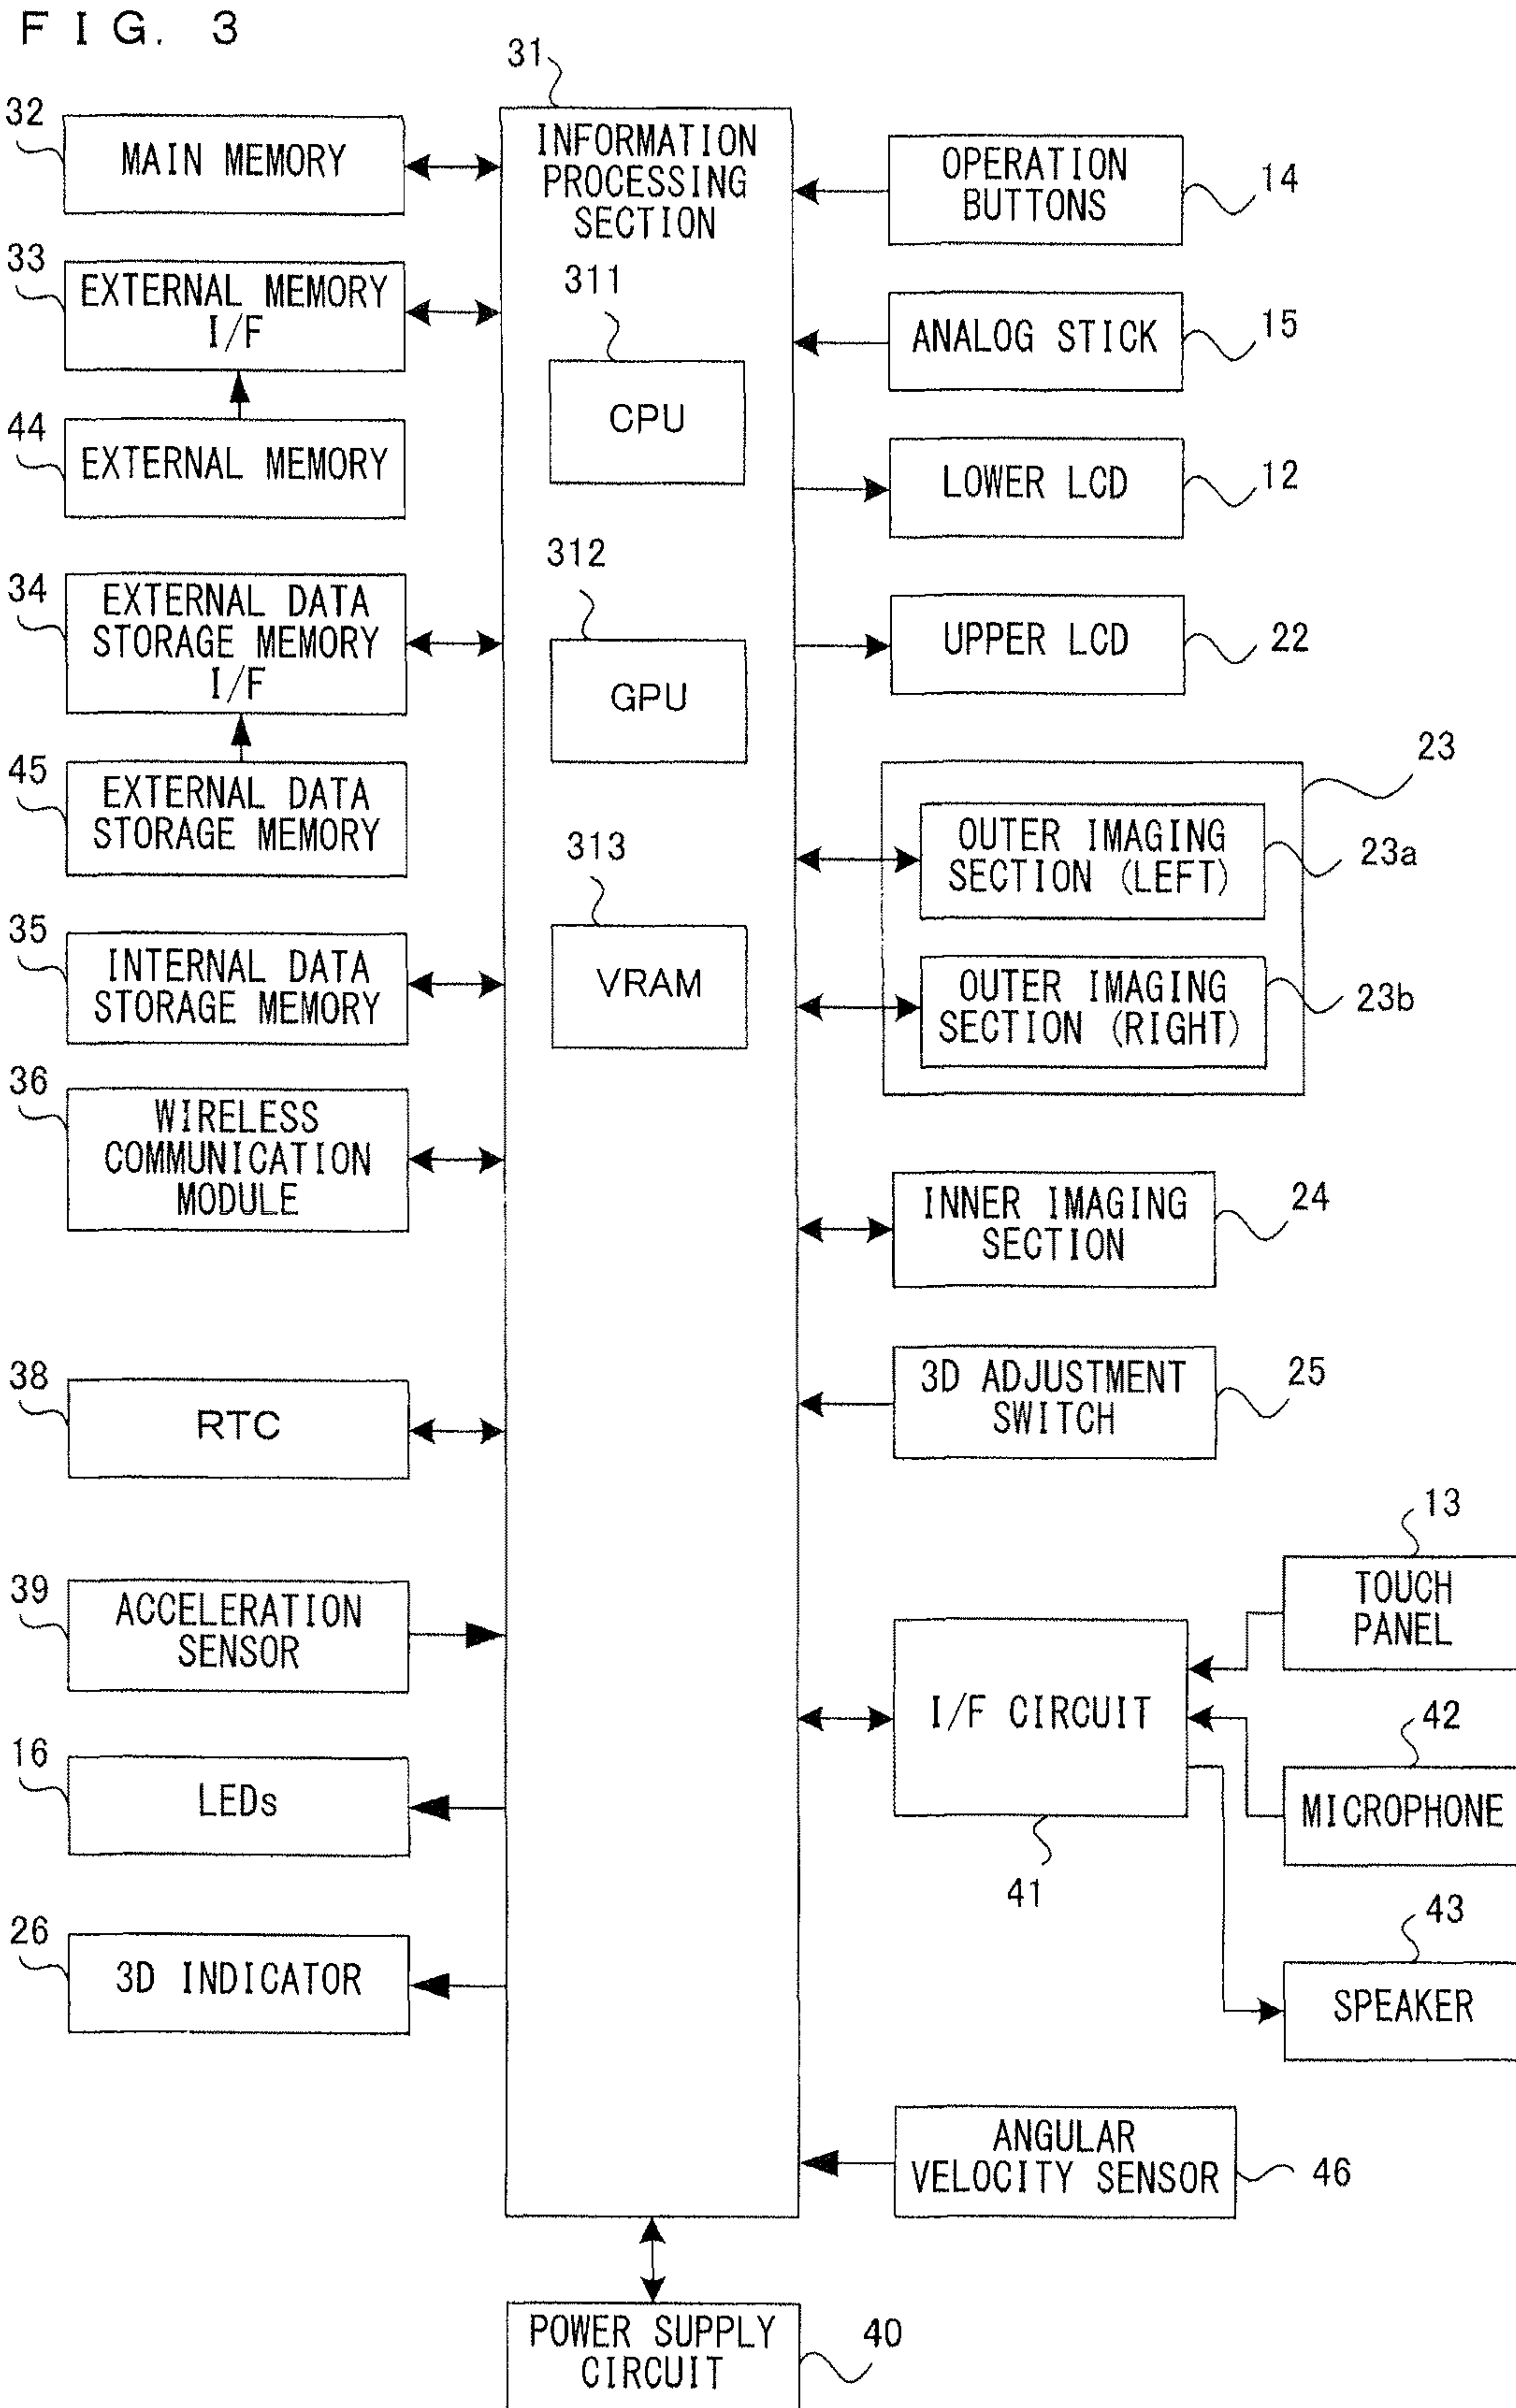 FIG. 3
31
32
MAIN MEMORY
33
EXTERNAL MEMORY
I/F
44
EXTERNAL MEMORY
34
EXTERNAL DATA
STORAGE MEMORY
I/F
45
EXTERNAL DATA
STORAGE MEMORY
35
INTERNAL DATA
STORAGE MEMORY
36
WIRELESS
COMMUNICATION
MODULE
38
RTC
39
ACCELERATION
SENSOR
16
LEDs
26
3D INDICATOR
INFORMATION
PROCESSING
SECTION
311
CPU
312
GPU
313
VRAM
OPERATION
BUTTONS
14
ANALOG STICK
15
LOWER LCD
12
UPPER LCD
22
23
OUTER IMAGING
SECTION (LEFT)
23a
OUTER IMAGING
SECTION (RIGHT)
23b
INNER IMAGING
SECTION
24
3D ADJUSTMENT
SWITCH
25
13
TOUCH
PANEL
I/F CIRCUIT
41
42
MICROPHONE
43
SPEAKER
ANGULAR
VELOCITY SENSOR
46
POWER SUPPLY
CIRCUIT
40